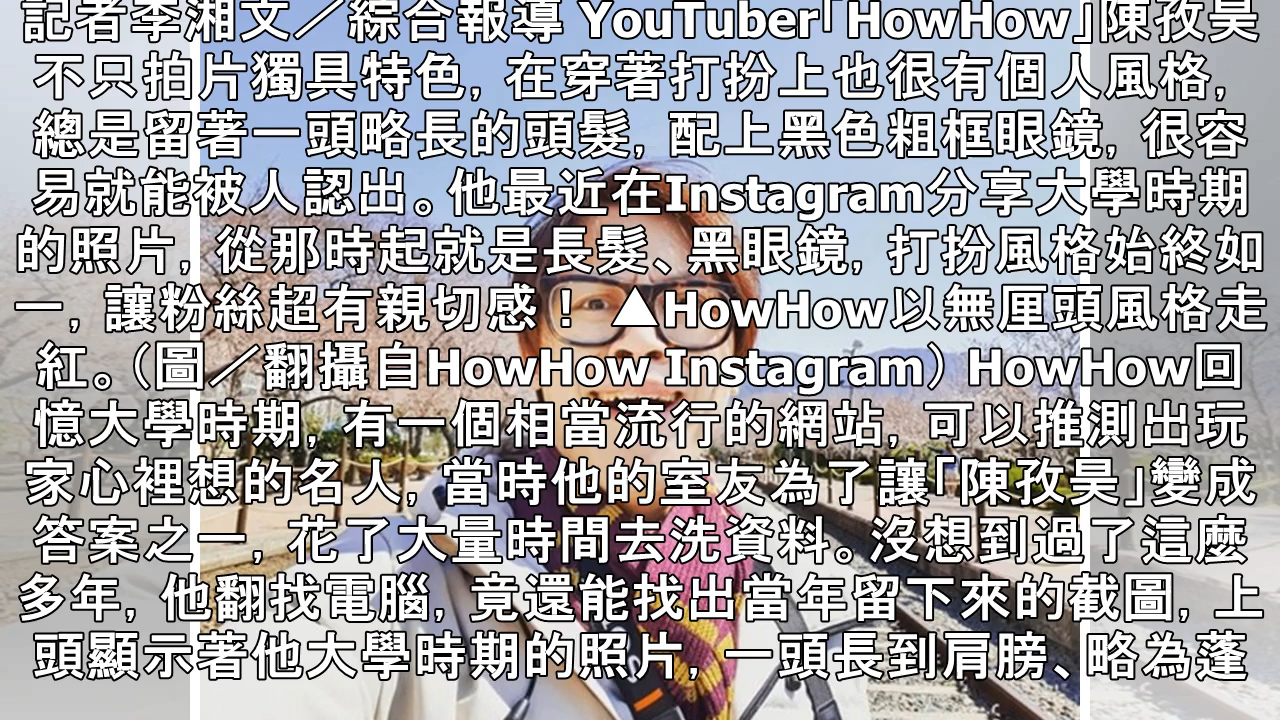 記者李湘文／綜合報導 YouTuber「HowHow」陳孜昊
不只拍片獨具特色，在穿著打扮上也很有個人風格，
總是留著一頭略長的頭髮，配上黑色粗框眼鏡，很容
易就能被人認出。他最近在Instagram分享大學時期
的照片，從那時起就是長髮、黑眼鏡，打扮風格始終如
一，讓粉絲超有親切感！ ▲HowHow以無厘頭風格走
紅。（圖／翻攝自HowHow Instagram） HowHow回
憶大學時期，有一個相當流行的網站，可以推測出玩
家心裡想的名人，當時他的室友為了讓「陳孜昊」變成
答案之一，花了大量時間去洗資料。沒想到過了這麼
多年，他翻找電腦，竟還能找出當年留下來的截圖，上
頭顯示著他大學時期的照片，一頭長到肩膀、略為蓬